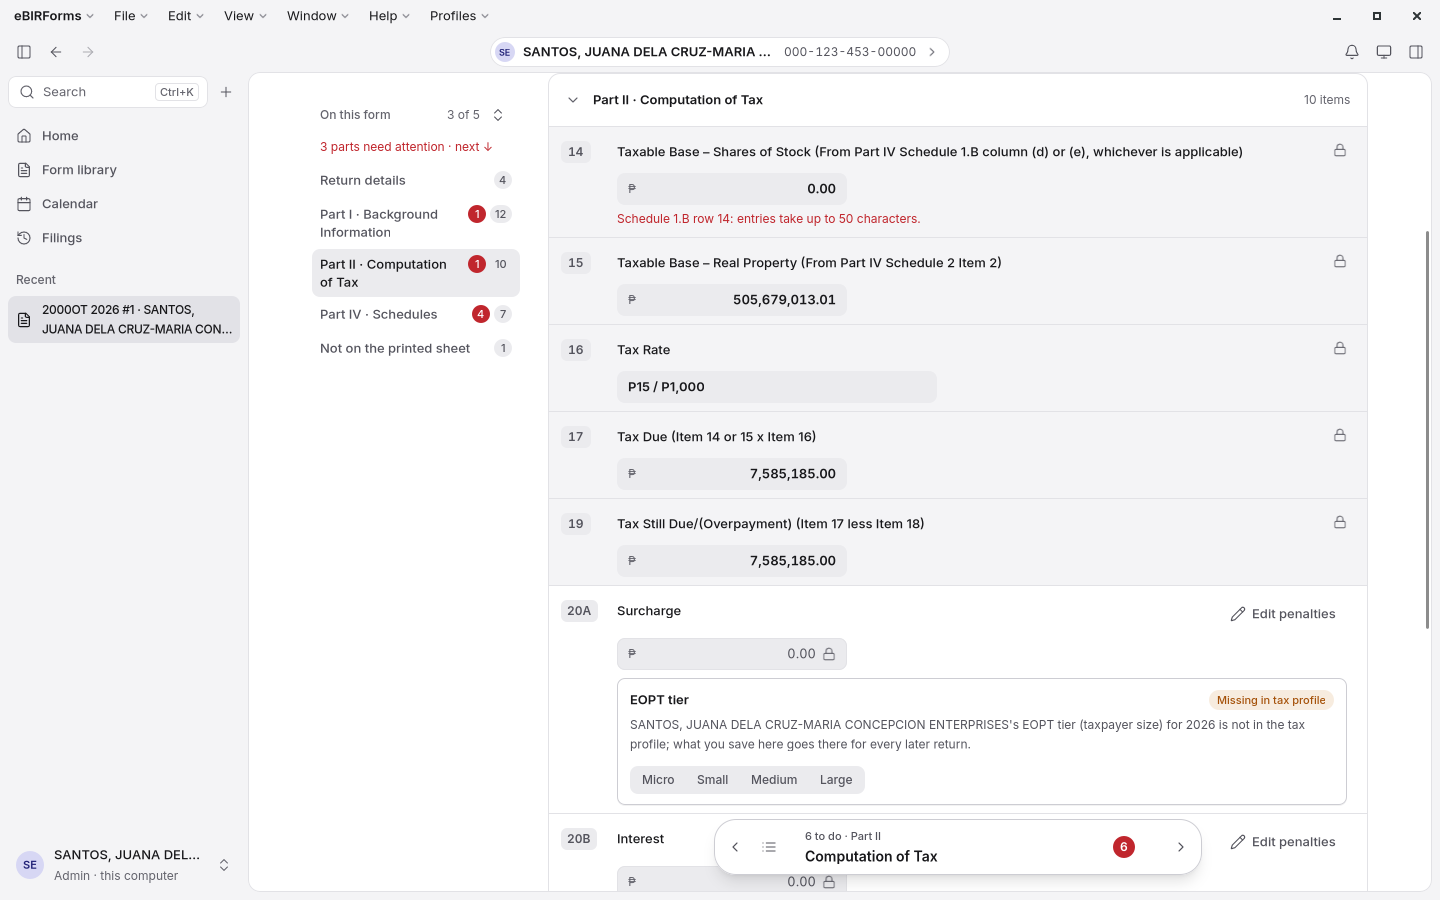 eBIRForms File Edit View Window Help Profiles
SE SANTOS, JUANA DELA CRUZ-MARIA ... 000-123-453-00000
Search Ctrl+K
Home
Form library
Calendar
Filings
Recent
2000OT 2026 #1 · SANTOS,
JUANA DELA CRUZ-MARIA CON...
SE SANTOS, JUANA DEL...
Admin · this computer
On this form 3 of 5
3 parts need attention · next ↓
Return details 4
Part I · Background 1 12
Information
Part II · Computation 1 10
of Tax
Part IV · Schedules 4 7
Not on the printed sheet 1
Part II · Computation of Tax 10 items
14 Taxable Base – Shares of Stock (From Part IV Schedule 1.B column (d) or (e), whichever is applicable)
₱ 0.00
Schedule 1.B row 14: entries take up to 50 characters.
15 Taxable Base – Real Property (From Part IV Schedule 2 Item 2)
₱ 505,679,013.01
16 Tax Rate
P15 / P1,000
17 Tax Due (Item 14 or 15 x Item 16)
₱ 7,585,185.00
19 Tax Still Due/(Overpayment) (Item 17 less Item 18)
₱ 7,585,185.00
20A Surcharge Edit penalties
₱ 0.00
EOPT tier Missing in tax profile
SANTOS, JUANA DELA CRUZ-MARIA CONCEPCION ENTERPRISES's EOPT tier (taxpayer size) for 2026 is not in the tax
profile; what you save here goes there for every later return.
Micro Small Medium Large
20B Interest Edit penalties
₱ 0.00
6 to do · Part II
Computation of Tax 6